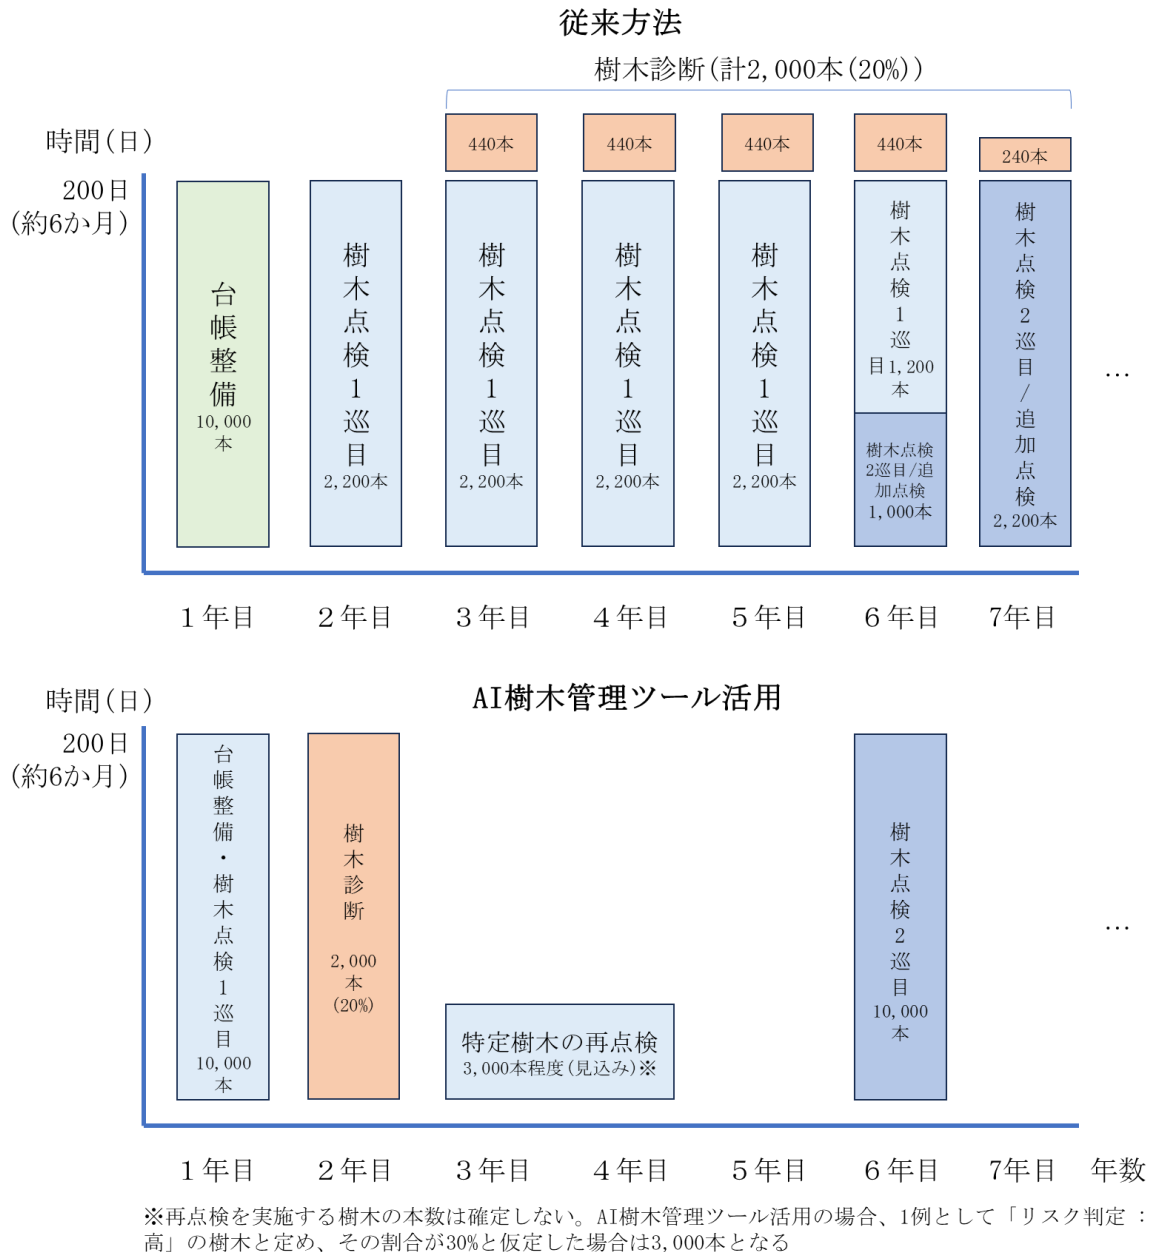 従来方法
樹木診断(計2,000本(20%))
時間(日)
200日
(約6か月)
440本
440本
440本
440本
240本
台帳整備
10,000
本
樹木点検1巡目
2,200本
樹木点検1巡目
2,200本
樹木点検1巡目
2,200本
樹木点検1巡目
2,200本
樹木点検1巡
目1,200
本
樹木点検
2巡目/追
加点検
1,000本
樹木点検2巡目/追加点検
2,200本
…
1年目
2年目
3年目
4年目
5年目
6年目
7年目
AI樹木管理ツール活用
時間(日)
200日
(約6か月)
台帳整備・樹木点検1巡目
10,000
本
樹木診断
2,000
本
(20%)
特定樹木の再点検
3,000本程度(見込み)※
樹木点検2巡目
10,000
本
…
1年目
2年目
3年目
4年目
5年目
6年目
7年目
年数
※再点検を実施する樹木の本数は確定しない。AI樹木管理ツール活用の場合、1例として「リスク判定：
高」の樹木と定め、その割合が30%と仮定した場合は3,000本となる